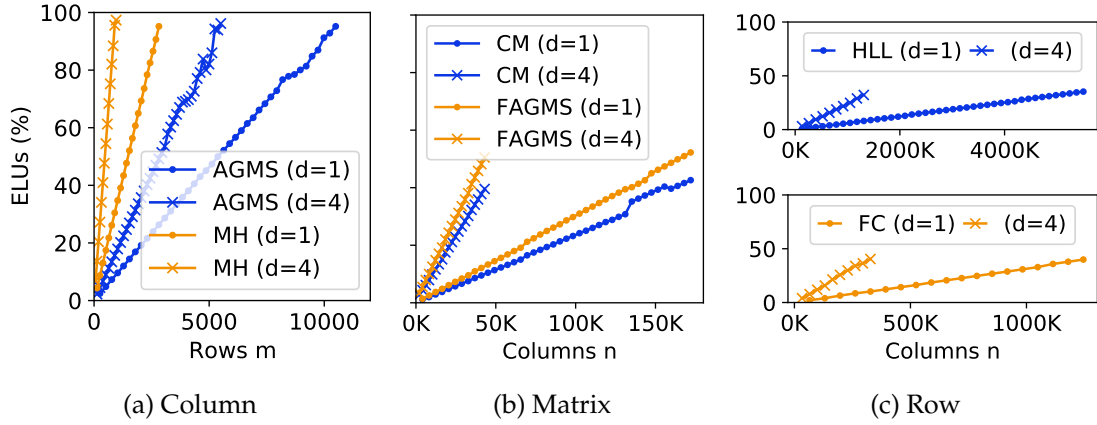 ELUs (%)
100
80
60
40
20
0
AGMS (d=1)
AGMS (d=4)
MH (d=1)
MH (d=4)
0 5000 10000
Rows m
(a) Column
CM (d=1)
CM (d=4)
FAGMS (d=1)
FAGMS (d=4)
0K 50K 100K 150K
Columns n
(b) Matrix
100
50
0
HLL (d=1) (d=4)
0K 2000K 4000K
100
50
0
FC (d=1) (d=4)
0K 500K 1000K
Columns n
(c) Row